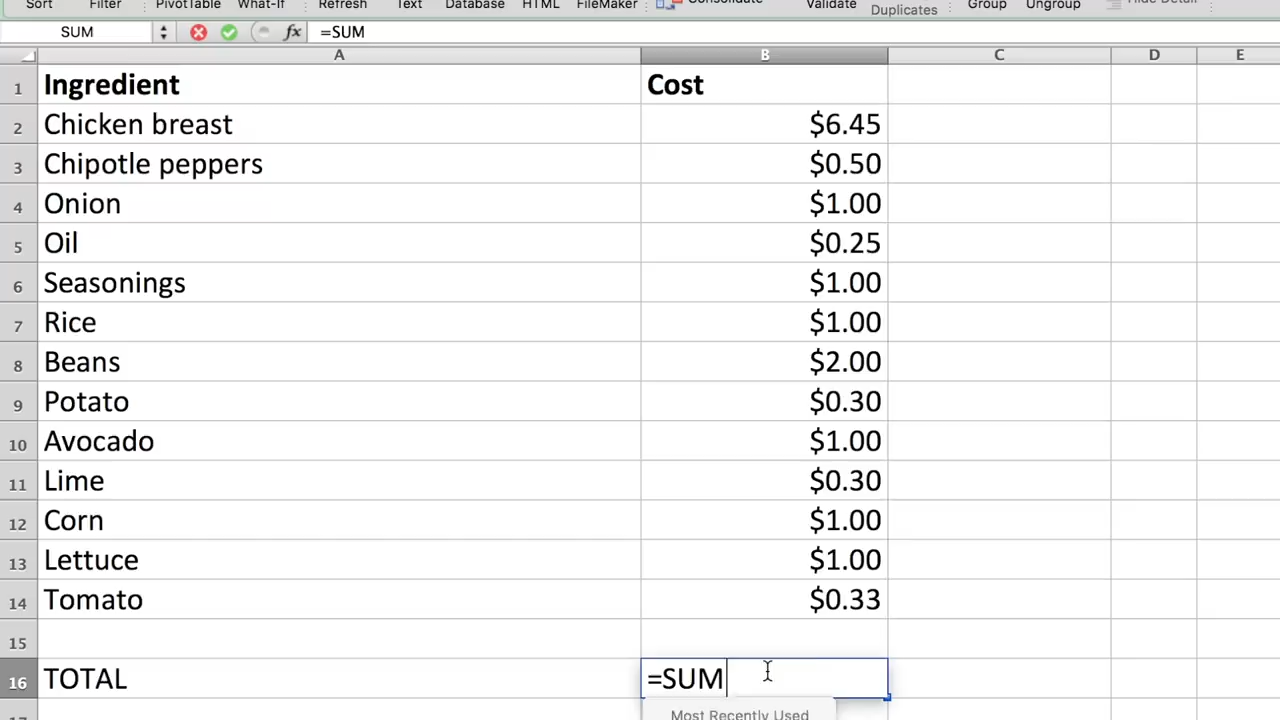 Sort Filter PivotTable What-If Refresh Text Database HTML FileMaker Consolidate Validate Duplicates Group Ungroup Hide Detail
SUM fx =SUM
A B C D E
1 Ingredient Cost
2 Chicken breast $6.45
3 Chipotle peppers $0.50
4 Onion $1.00
5 Oil $0.25
6 Seasonings $1.00
7 Rice $1.00
8 Beans $2.00
9 Potato $0.30
10 Avocado $1.00
11 Lime $0.30
12 Corn $1.00
13 Lettuce $1.00
14 Tomato $0.33
15
16 TOTAL =SUM
17 Most Recently Used